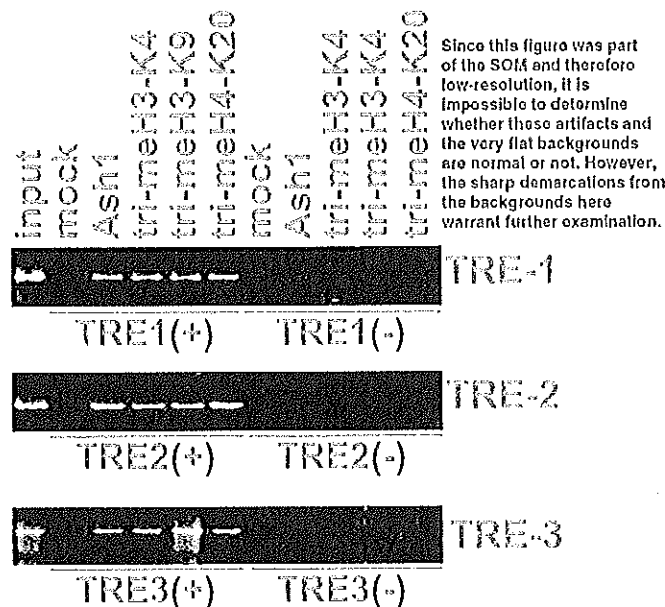 input
mock
Ash1
tri-meH3-K4
tri-meH3-K9
tri-meH4-K20
mock
Ash1
tri-meH3-K4
tri-meH3-K4
tri-meH4-K20
Since this figure was part
of the SOM and therefore
low-resolution, it is
impossible to determine
whether these artifacts and
the very flat backgrounds
are normal or not. However,
the sharp demarcations from
the backgrounds here
warrant further examination.
TRE-1
TRE1(+)
TRE1(-)
TRE-2
TRE2(+)
TRE2(-)
TRE-3
TRE3(+)
TRE3(-)